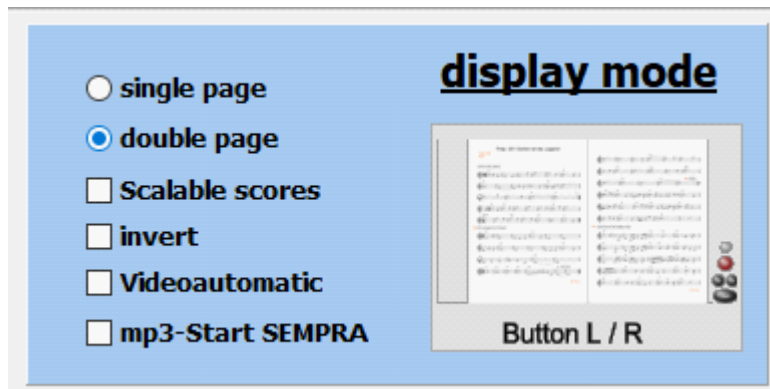 display mode
single page
double page
Scalable scores
invert
Videoautomatic
mp3-Start SEMPRA
Button L / R